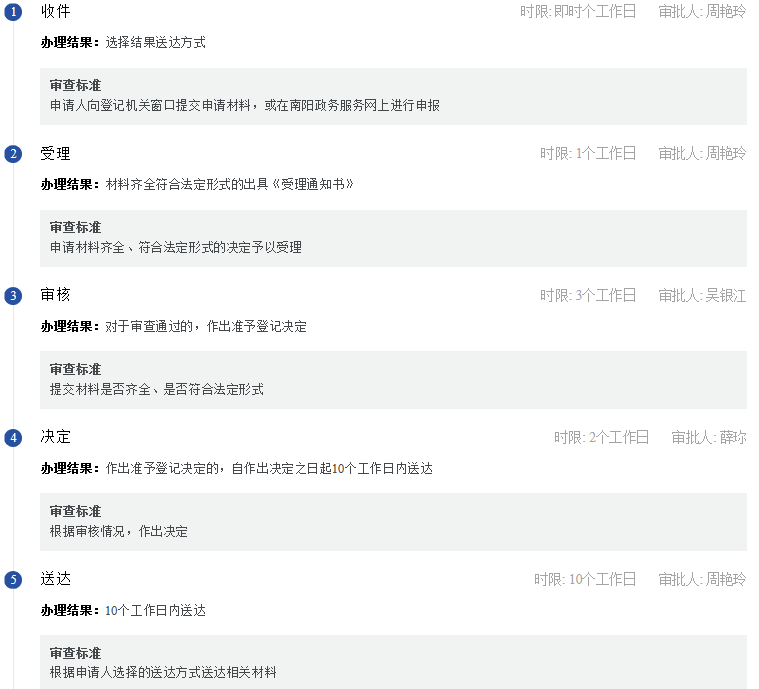 1 收件 时限: 即时个工作日 审批人: 周艳玲
办理结果：选择结果送达方式
审查标准
申请人向登记机关窗口提交申请材料，或在南阳政务服务网上进行申报
2 受理 时限: 1个工作日 审批人: 周艳玲
办理结果：材料齐全符合法定形式的出具《受理通知书》
审查标准
申请材料齐全、符合法定形式的决定予以受理
3 审核 时限: 3个工作日 审批人: 吴银江
办理结果：对于审查通过的，作出准予登记决定
审查标准
提交材料是否齐全、是否符合法定形式
4 决定 时限: 2个工作日 审批人: 薛珎
办理结果：作出准予登记决定的，自作出决定之日起10个工作日内送达
审查标准
根据审核情况，作出决定
5 送达 时限: 10个工作日 审批人: 周艳玲
办理结果：10个工作日内送达
审查标准
根据申请人选择的送达方式送达相关材料